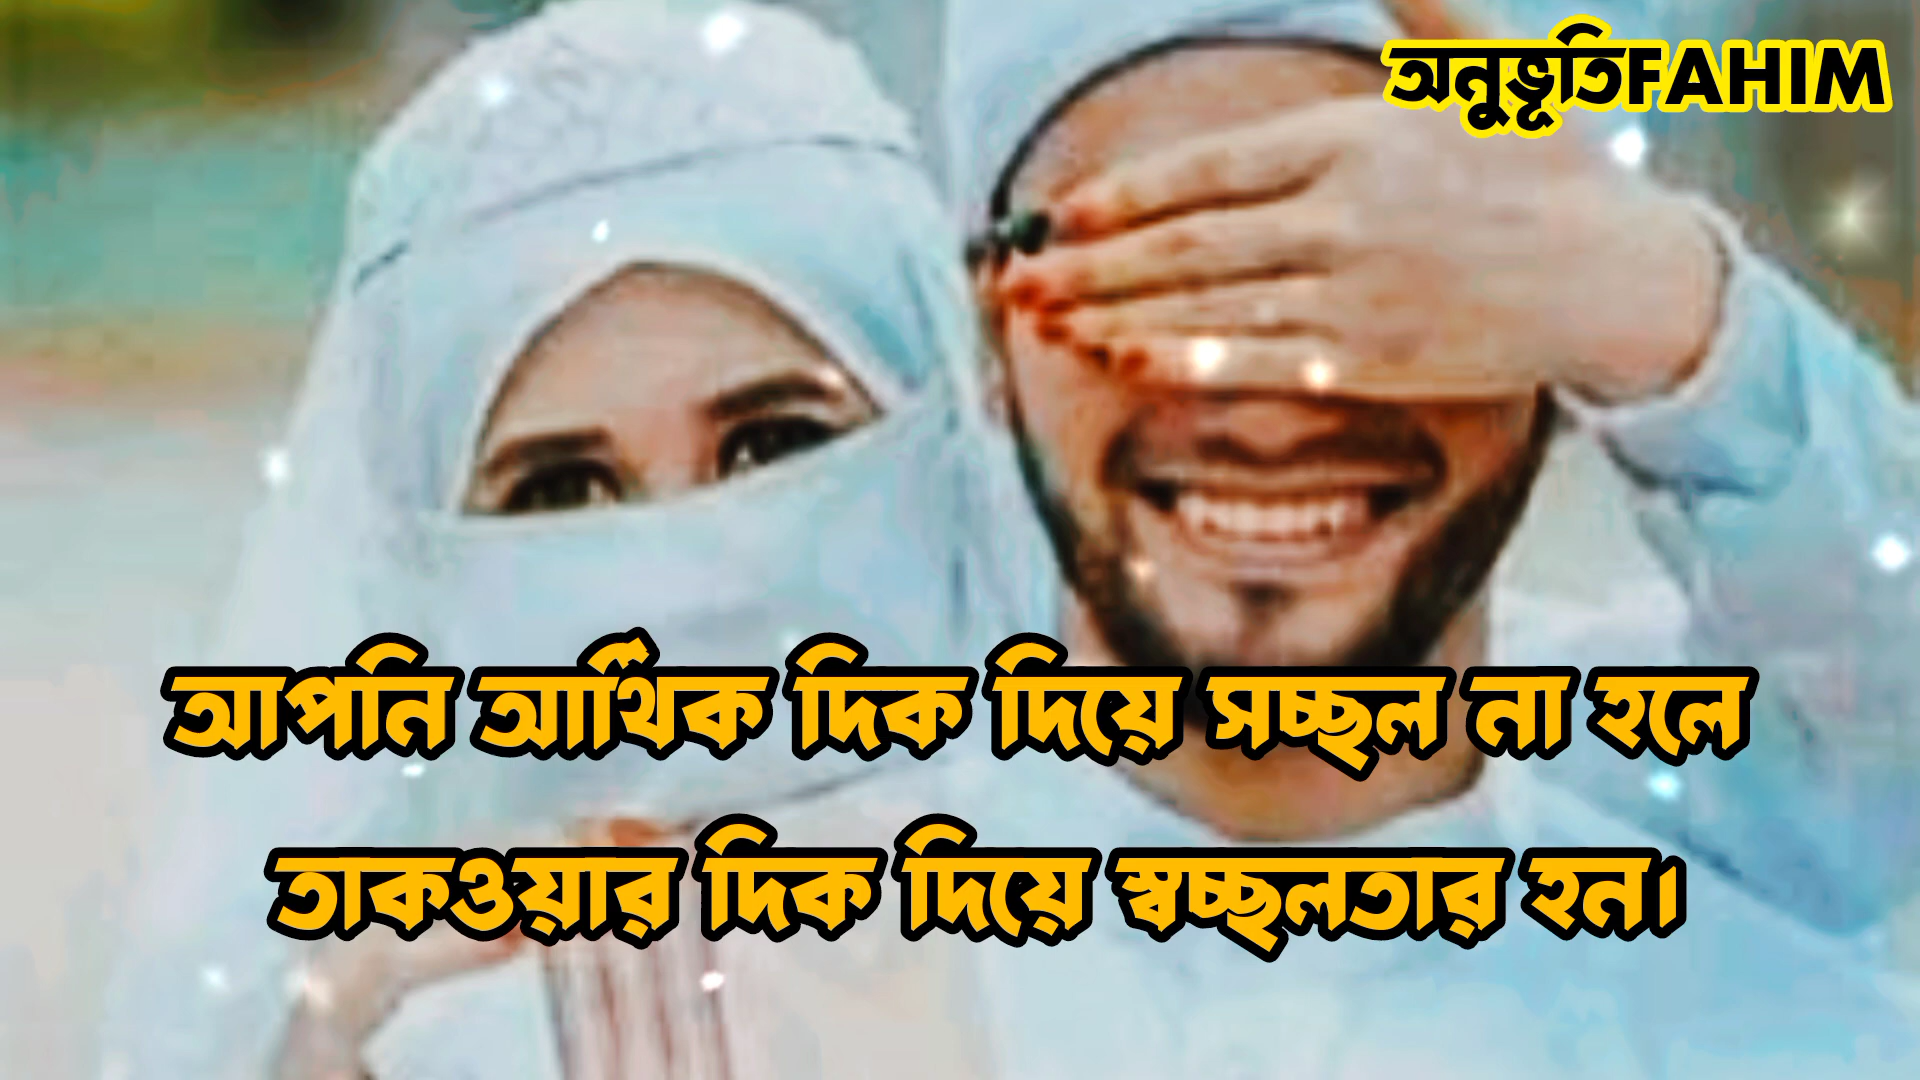 অনুভূতিFAHIM
আপনি আর্থিক দিক দিয়ে সচ্ছল না হলে
তাকওয়ার দিক দিয়ে স্বচ্ছলতার হন।